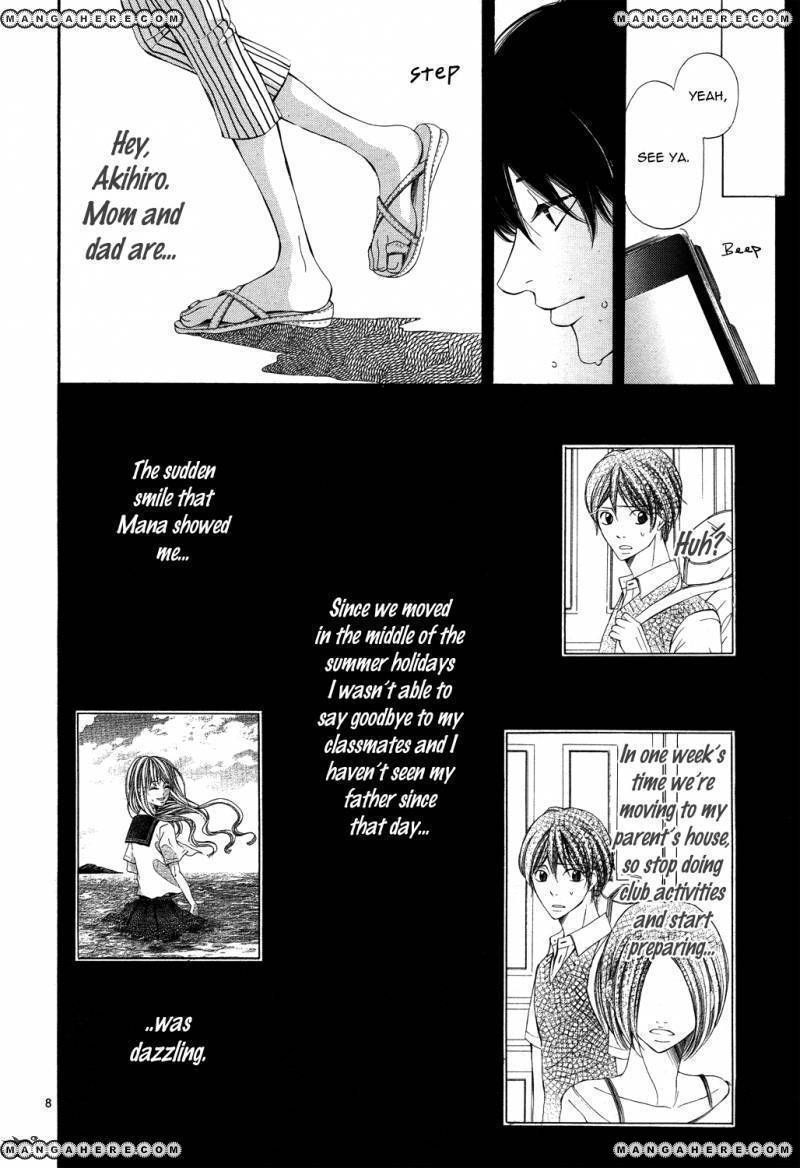 MANGAHERE.COM
MANGAHERE.COM
YEAH,
SEE YA.
Beep
STEP
Hey,
Akihiro.
Mom and
dad are...
Huh?
In one week's
time we're
moving to my
parent's house,
so stop doing
club activities
and start
preparing...
Since we moved
in the middle of the
summer holidays
I wasn't able to
say goodbye to my
classmates and I
haven't seen my
father since
that day...
The sudden
smile that
Mana showed
me...
..was
dazzling.
8
MANGAHERE.COM
MANGAHERE.COM